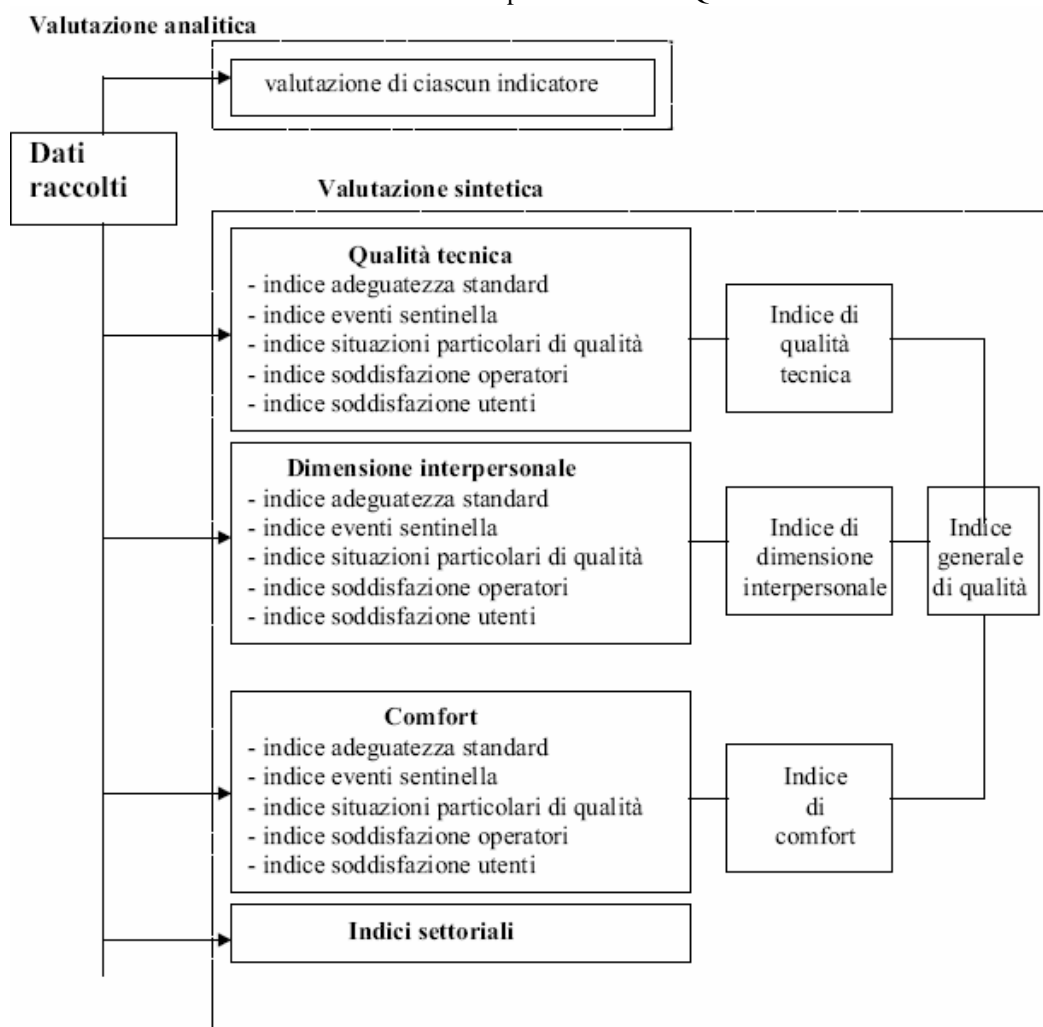 Valutazione analitica
valutazione di ciascun indicatore
Dati
raccolti
Valutazione sintetica
Qualità tecnica
- indice adeguatezza standard
- indice eventi sentinella
- indice situazioni particolari di qualità
- indice soddisfazione operatori
- indice soddisfazione utenti
Indice di
qualità
tecnica
Dimensione interpersonale
- indice adeguatezza standard
- indice eventi sentinella
- indice situazioni particolari di qualità
- indice soddisfazione operatori
- indice soddisfazione utenti
Indice di
dimensione
interpersonale
Indice
generale
di qualità
Comfort
- indice adeguatezza standard
- indice eventi sentinella
- indice situazioni particolari di qualità
- indice soddisfazione operatori
- indice soddisfazione utenti
Indice
di
comfort
Indici settoriali